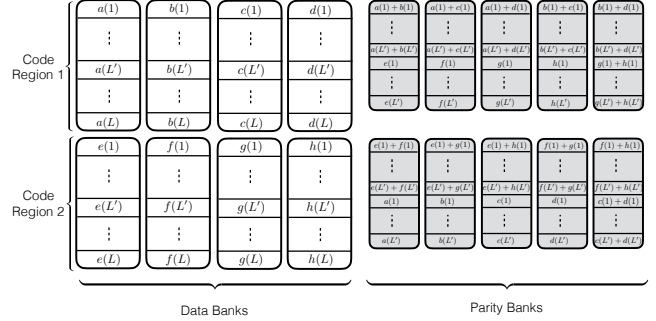 a(1) b(1) c(1) d(1) a(1) + b(1) a(1) + c(1) a(1) + d(1) b(1) + c(1) b(1) + d(1)
a(L′) + b(L′) a(L′) + c(L′) a(L′) + d(L′) b(L′) + c(L′) b(L′) + d(L′)
Code
Region 1
a(L′) b(L′) c(L′) d(L′) e(1) f(1) g(1) h(1) g(1) + h(1)
e(L′) f(L′) g(L′) h(L′) g(L′) + h(L′)
a(L) b(L) c(L) d(L)
e(1) f(1) g(1) h(1) e(1) + f(1) e(1) + g(1) e(1) + h(1) f(1) + g(1) f(1) + h(1)
e(L′) + f(L′) e(L′) + g(L′) e(L′) + h(L′) f(L′) + g(L′) f(L′) + h(L′)
Code
Region 2
e(L′) f(L′) g(L′) h(L′) a(1) b(1) c(1) d(1) c(1) + d(1)
a(L′) b(L′) c(L′) d(L′) c(L′) + d(L′)
e(L) f(L) g(L) h(L)
Data Banks Parity Banks